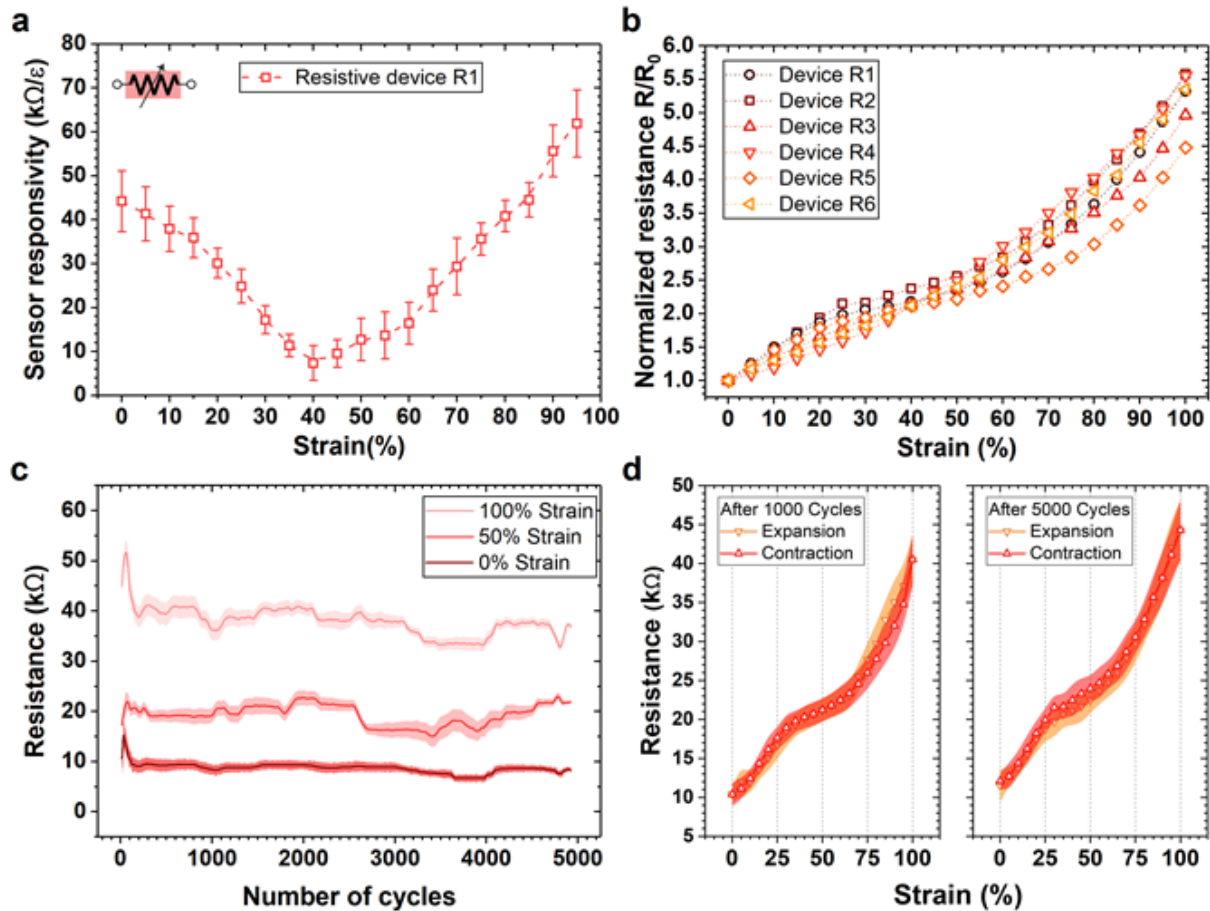 a
Sensor responsivity (kΩ/ε)
80
70
60
50
40
30
20
10
0
Resistive device R1
0 10 20 30 40 50 60 70 80 90 100
Strain(%)
b
Normalized resistance R/R0
6.0
5.5
5.0
4.5
4.0
3.5
3.0
2.5
2.0
1.5
1.0
Device R1
Device R2
Device R3
Device R4
Device R5
Device R6
0 10 20 30 40 50 60 70 80 90 100
Strain (%)
c
Resistance (kΩ)
60
50
40
30
20
10
0
100% Strain
50% Strain
0% Strain
0 1000 2000 3000 4000 5000
Number of cycles
d
Resistance (kΩ)
50
45
40
35
30
25
20
15
10
5
After 1000 Cycles
Expansion
Contraction
After 5000 Cycles
Expansion
Contraction
0 25 50 75 100
0 25 50 75 100
Strain (%)